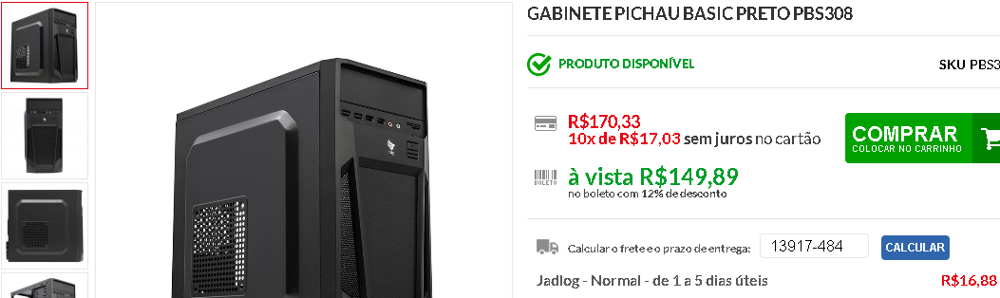 GABINETE PICHAU BASIC PRETO PBS308
PRODUTO DISPONÍVEL
SKU PBS3
R$170,33
10x de R$17,03 sem juros no cartão
COMPRAR
COLOCAR NO CARRINHO
BOLETO
à vista R$149,89
no boleto com 12% de desconto
Calcular o frete e o prazo de entrega:
13917-484
CALCULAR
Jadlog - Normal - de 1 a 5 dias úteis
R$16,88